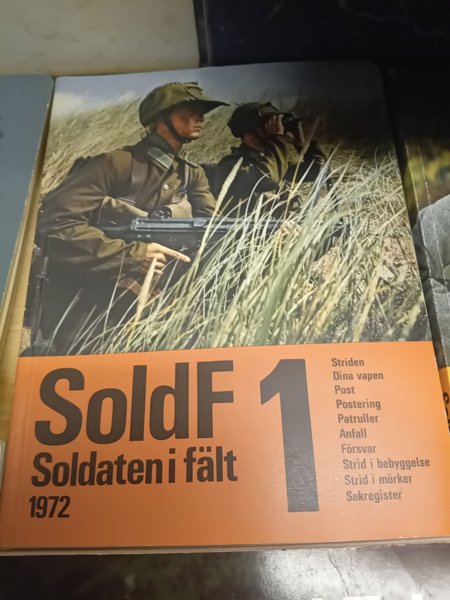 SoldF 1
Soldaten i fält
1972
Striden
Dina vapen
Post
Postering
Patruller
Anfall
Försvar
Strid i bebyggelse
Strid i mörker
Sakregister